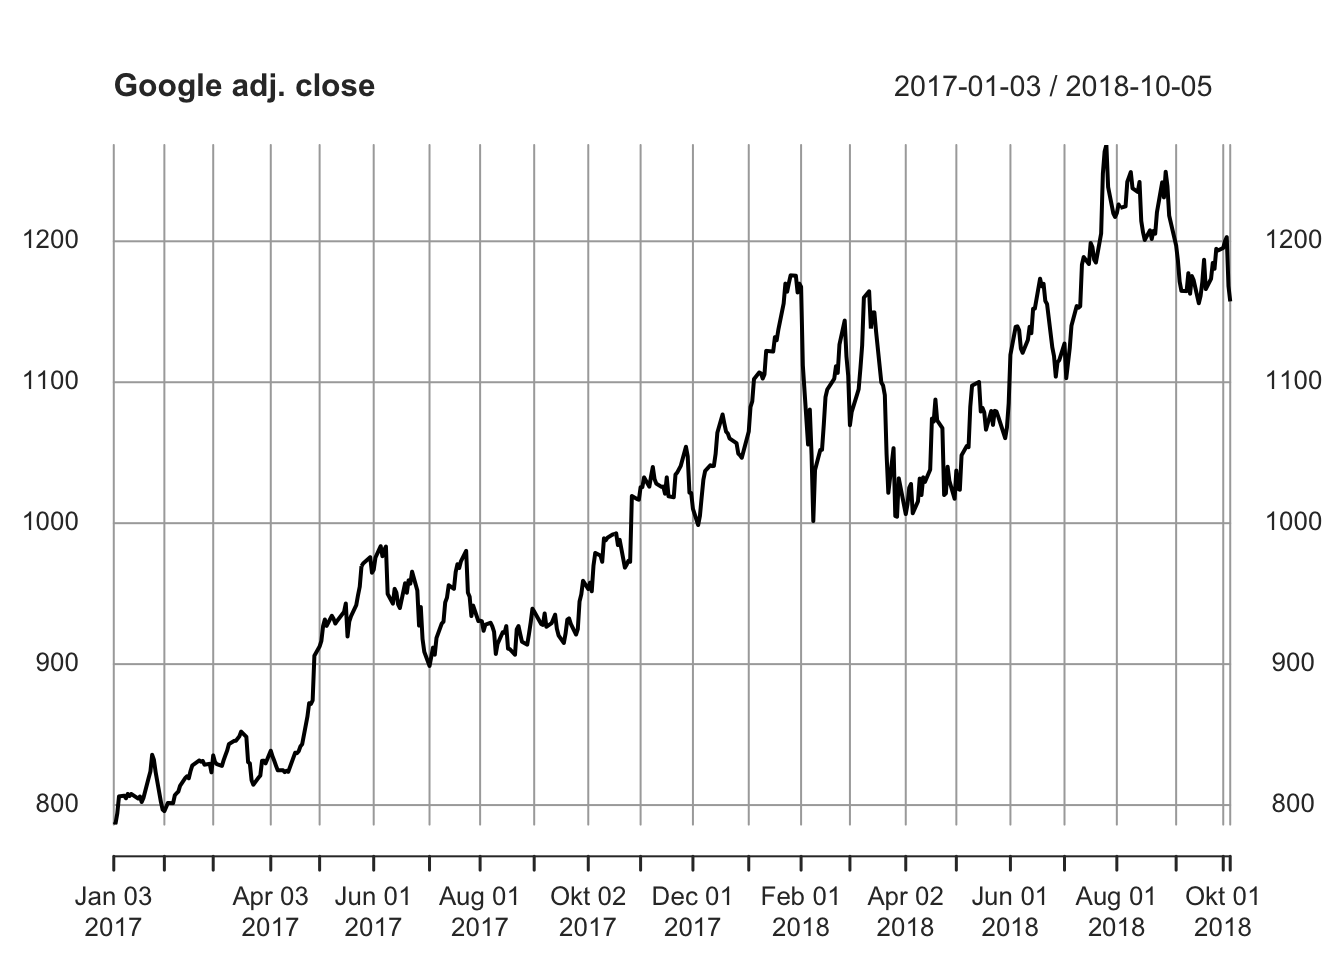 Google adj. close 2017-01-03 / 2018-10-05
1200 1200
1100 1100
1000 1000
900 900
800 800
Jan 03 Apr 03 Jun 01 Aug 01 Okt 02 Dec 01 Feb 01 Apr 02 Jun 01 Aug 01 Okt 01
2017 2017 2017 2017 2017 2017 2018 2018 2018 2018 2018